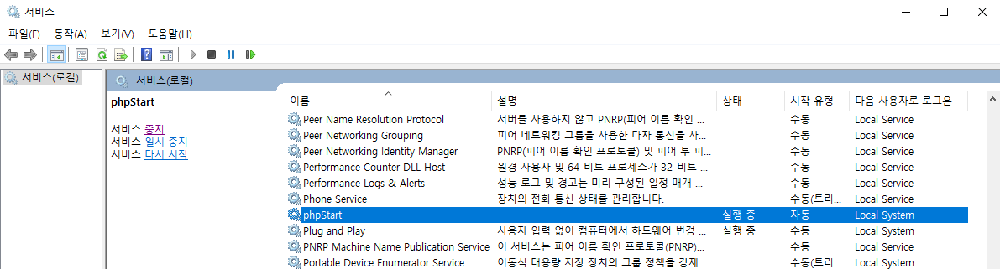 서비스
파일(F) 동작(A) 보기(V) 도움말(H)
서비스(로컬)
서비스(로컬)
phpStart
서비스 중지
서비스 일시 중지
서비스 다시 시작
이름 설명 상태 시작 유형 다음 사용자로 로그온
Peer Name Resolution Protocol 서버를 사용하지 않고 PNRP(피어 이름 확인 ... 수동 Local Service
Peer Networking Grouping 피어 네트워킹 그룹을 사용한 다자 통신을 사... 수동 Local Service
Peer Networking Identity Manager PNRP(피어 이름 확인 프로토콜) 및 피어 투 피... 수동 Local Service
Performance Counter DLL Host 원경 사용자 및 64-비트 프로세스가 32-비트 ... 수동 Local Service
Performance Logs & Alerts 성능 로그 및 경고는 미리 구성된 일정 매개 ... 수동 Local Service
Phone Service 장치의 전화 통신 상태를 관리합니다. 수동(트리... Local Service
phpStart 실행 중 자동 Local System
Plug and Play 사용자 입력 없이 컴퓨터에서 하드웨어 변경 ... 실행 중 수동 Local System
PNRP Machine Name Publication Service 이 서비스는 피어 이름 확인 프로토콜(PNRP)... 수동 Local Service
Portable Device Enumerator Service 이동식 대용량 저장 장치의 그룹 정책을 강제 ... 수동(트리... Local System